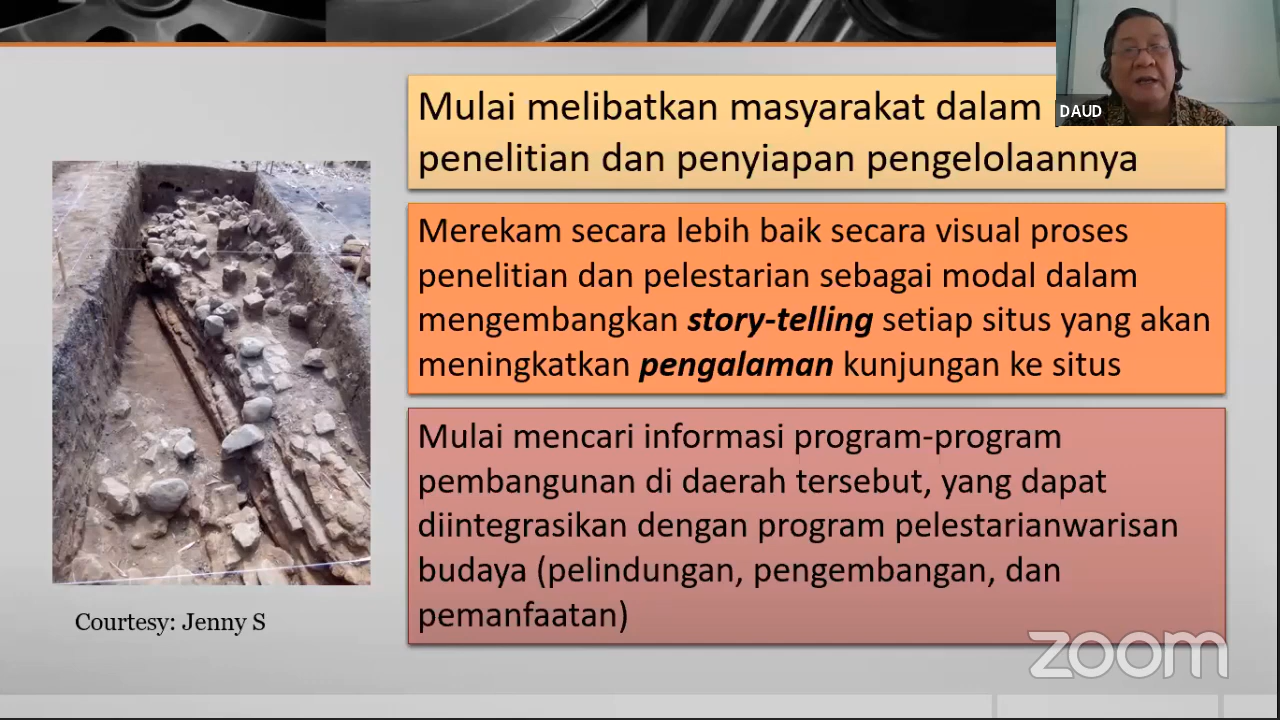 DAUD
Mulai melibatkan masyarakat dalam
penelitian dan penyiapan pengelolaannya
Merekam secara lebih baik secara visual proses
penelitian dan pelestarian sebagai modal dalam
mengembangkan story-telling setiap situs yang akan
meningkatkan pengalaman kunjungan ke situs
Mulai mencari informasi program-program
pembangunan di daerah tersebut, yang dapat
diintegrasikan dengan program pelestarianwarisan
budaya (pelindungan, pengembangan, dan
pemanfaatan)
Courtesy: Jenny S
zoom